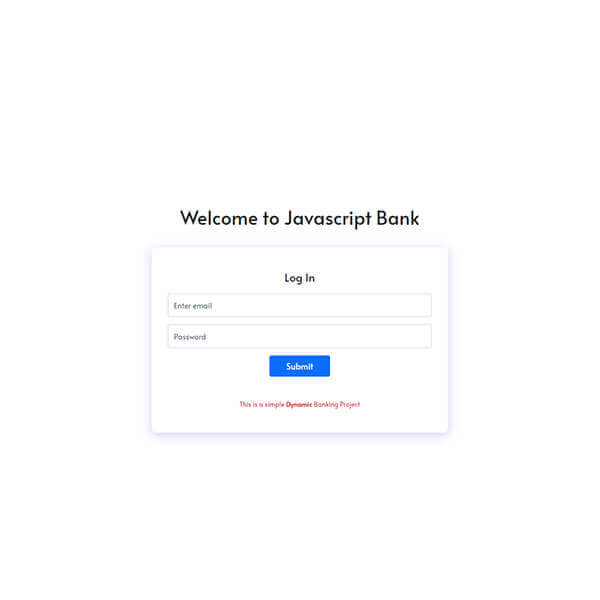 Welcome to Javascript Bank
Log In
Enter email
Password
Submit
This is a simple Dynamic Banking Project